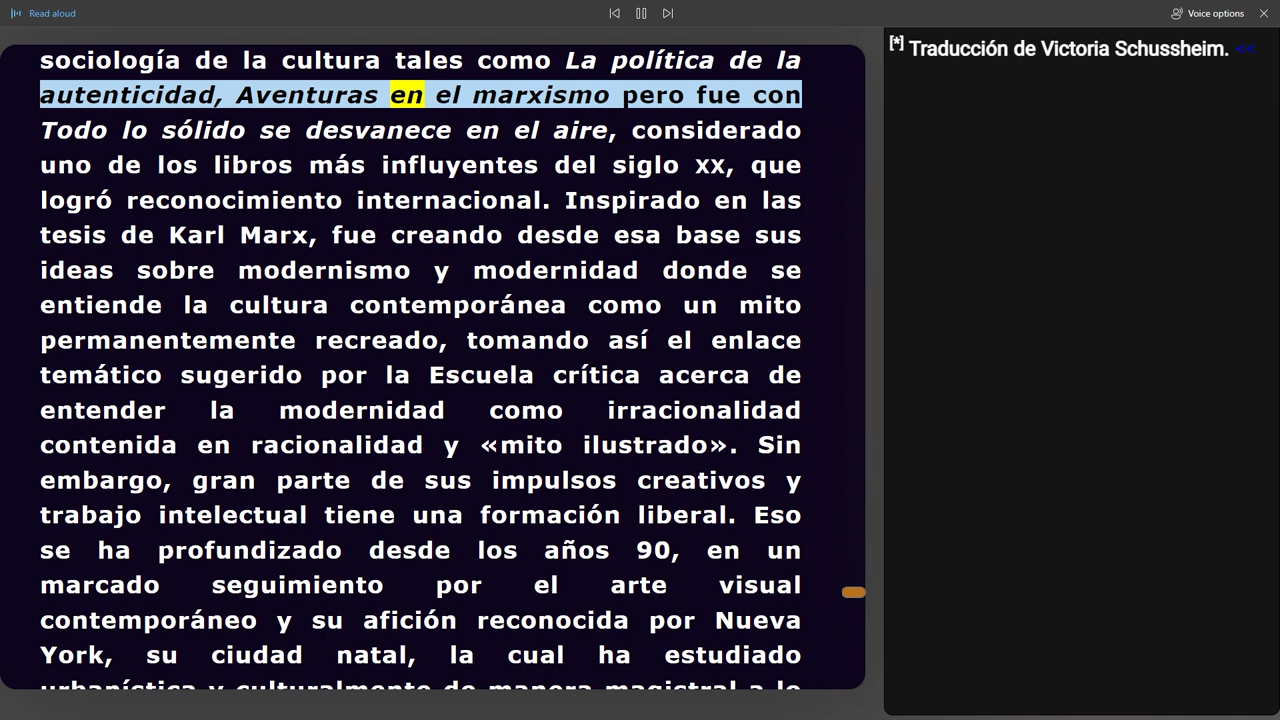 Read aloud
Voice options
sociología de la cultura tales como La política de la
autenticidad, Aventuras en el marxismo pero fue con
Todo lo sólido se desvanece en el aire, considerado
uno de los libros más influyentes del siglo XX, que
logró reconocimiento internacional. Inspirado en las
tesis de Karl Marx, fue creando desde esa base sus
ideas sobre modernismo y modernidad donde se
entiende la cultura contemporánea como un mito
permanentemente recreado, tomando así el enlace
temático sugerido por la Escuela crítica acerca de
entender la modernidad como irracionalidad
contenida en racionalidad y «mito ilustrado». Sin
embargo, gran parte de sus impulsos creativos y
trabajo intelectual tiene una formación liberal. Eso
se ha profundizado desde los años 90, en un
marcado seguimiento por el arte visual
contemporáneo y su afición reconocida por Nueva
York, su ciudad natal, la cual ha estudiado
urbanística y culturalmente de manera magistral a lo
[*] Traducción de Victoria Schussheim. <<